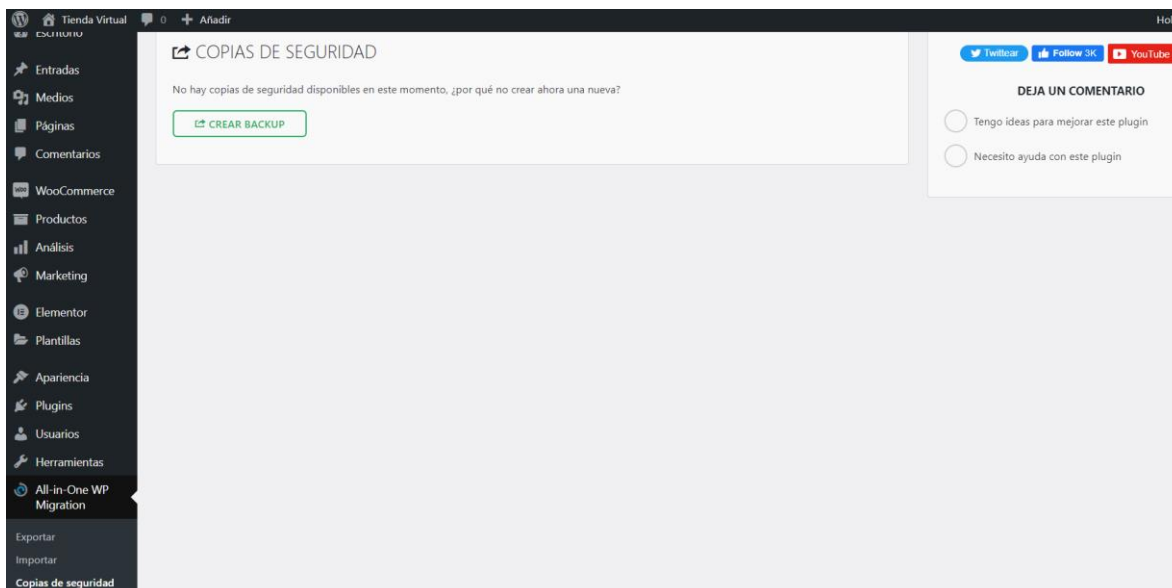 Tienda Virtual 0 Añadir
Escritorio
Entradas
Medios
Páginas
Comentarios
WooCommerce
Productos
Análisis
Marketing
Elementor
Plantillas
Apariencia
Plugins
Usuarios
Herramientas
All-in-One WP
Migration
Exportar
Importar
Copias de seguridad
COPIAS DE SEGURIDAD
No hay copias de seguridad disponibles en este momento, ¿por qué no crear ahora una nueva?
CREAR BACKUP
Twittear Follow 3K YouTube
DEJA UN COMENTARIO
Tengo ideas para mejorar este plugin
Necesito ayuda con este plugin